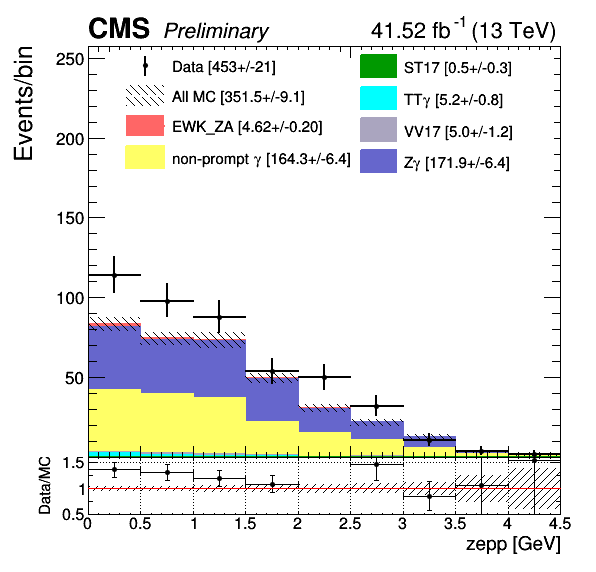 CMS Preliminary 41.52 fb⁻¹ (13 TeV)
Events/bin
250
200
150
100
50
Data [453+/-21]
All MC [351.5+/-9.1]
EWK_ZA [4.62+/-0.20]
non-prompt γ [164.3+/-6.4]
ST17 [0.5+/-0.3]
TTγ [5.2+/-0.8]
VV17 [5.0+/-1.2]
Zγ [171.9+/-6.4]
Data/MC
1.5
1
0.5
0 0.5 1 1.5 2 2.5 3 3.5 4 4.5
zepp [GeV]